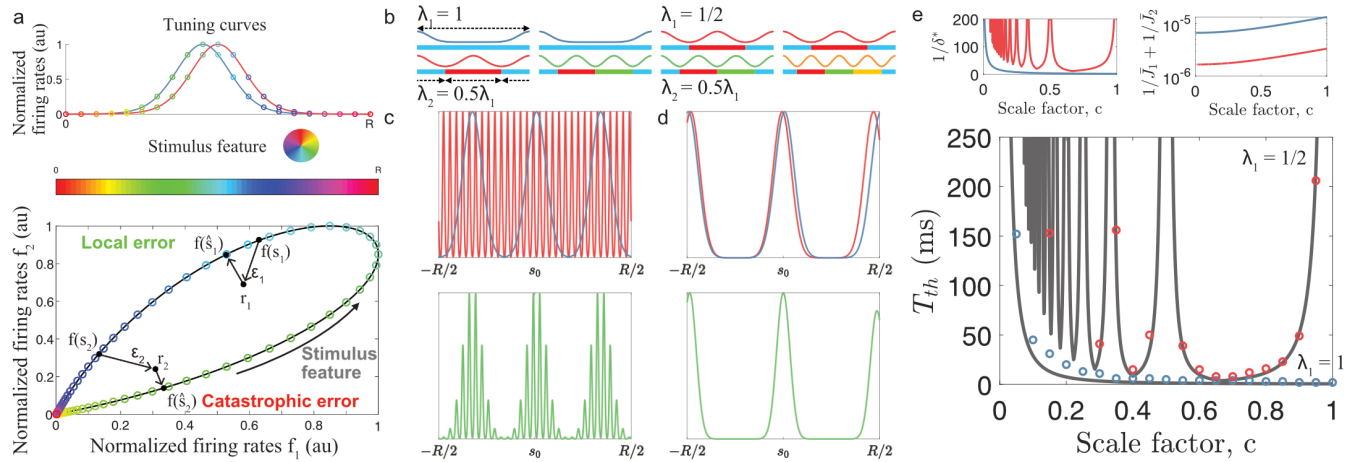 a
Tuning curves
Normalized
firing rates (au)
1
0.5
0
0
R
Stimulus feature
0
R
Normalized firing rates f₂ (au)
1
0.8
0.6
0.4
0.2
0
Local error
f(ŝ₁)
f(s₁)
ε₁
r₁
f(s₂)
ε₂
r₂
f(ŝ₂)
Stimulus
feature
Catastrophic error
0 0.2 0.4 0.6 0.8 1
Normalized firing rates f₁ (au)
b
λ₁ = 1
λ₁ = 1/2
λ₂ = 0.5λ₁
λ₂ = 0.5λ₁
c
−R/2 s₀ R/2
−R/2 s₀ R/2
d
−R/2 s₀ R/2
−R/2 s₀ R/2
e
1/δ*
200
150
100
50
0
0 0.5 1
Scale factor, c
1/J̄₁ + 1/J̄₂
10⁻⁵
10⁻⁶
0 0.5 1
Scale factor, c
T_th (ms)
250
200
150
100
50
0
λ₁ = 1/2
λ₁ = 1
0 0.2 0.4 0.6 0.8 1
Scale factor, c